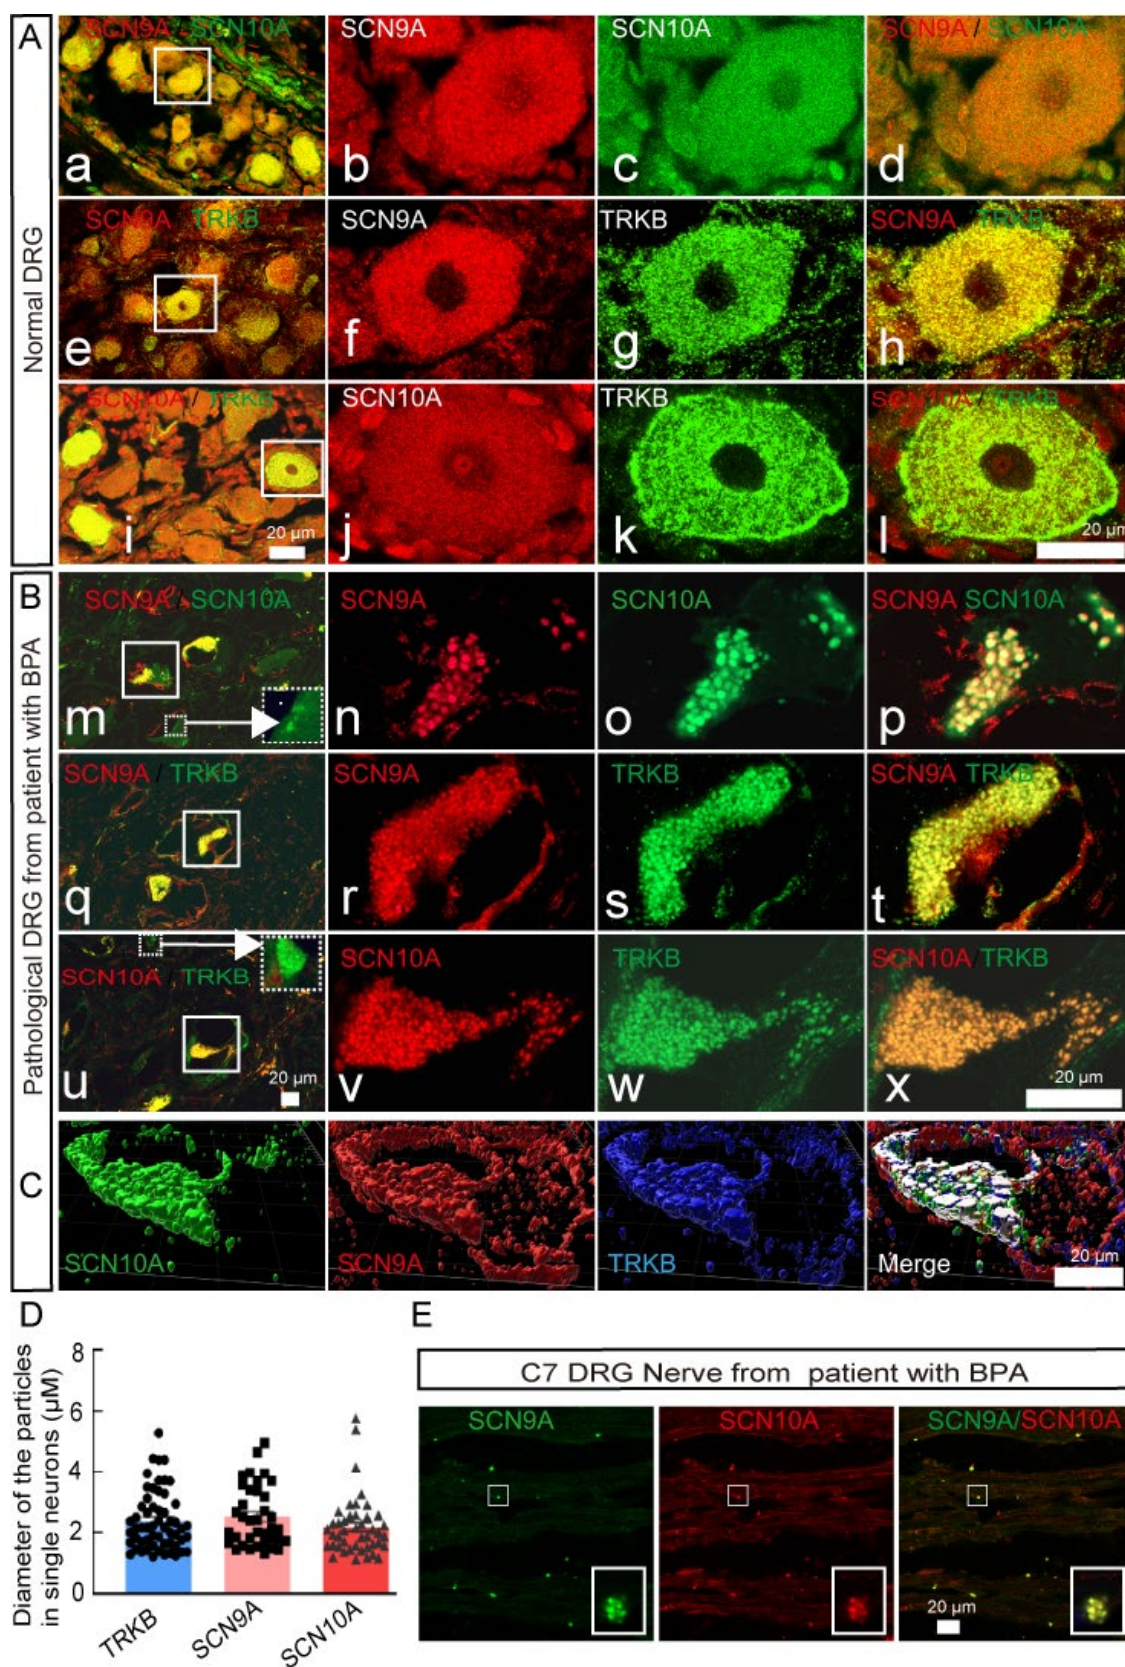 A
Normal DRG
SCN9A / SCN10A
a
SCN9A
b
SCN10A
c
SCN9A / SCN10A
d
SCN9A TRKB
e
SCN9A
f
TRKB
g
SCN9A TRKB
h
SCN10A / TRKB
i
20 µm
SCN10A
j
TRKB
k
SCN10A / TRKB
l
20 µm
B
Pathological DRG from patient with BPA
SCN9A / SCN10A
m
SCN9A
n
SCN10A
o
SCN9A SCN10A
p
SCN9A / TRKB
q
SCN9A
r
TRKB
s
SCN9A TRKB
t
SCN10A / TRKB
u
20 µm
SCN10A
v
TRKB
w
SCN10A/TRKB
x
20 µm
C
SCN10A
SCN9A
TRKB
Merge
20 µm
D
Diameter of the particles
in single neurons (µM)
8
6
4
2
0
TRKB
SCN9A
SCN10A
E
C7 DRG Nerve from patient with BPA
SCN9A
SCN10A
SCN9A/SCN10A
20 µm